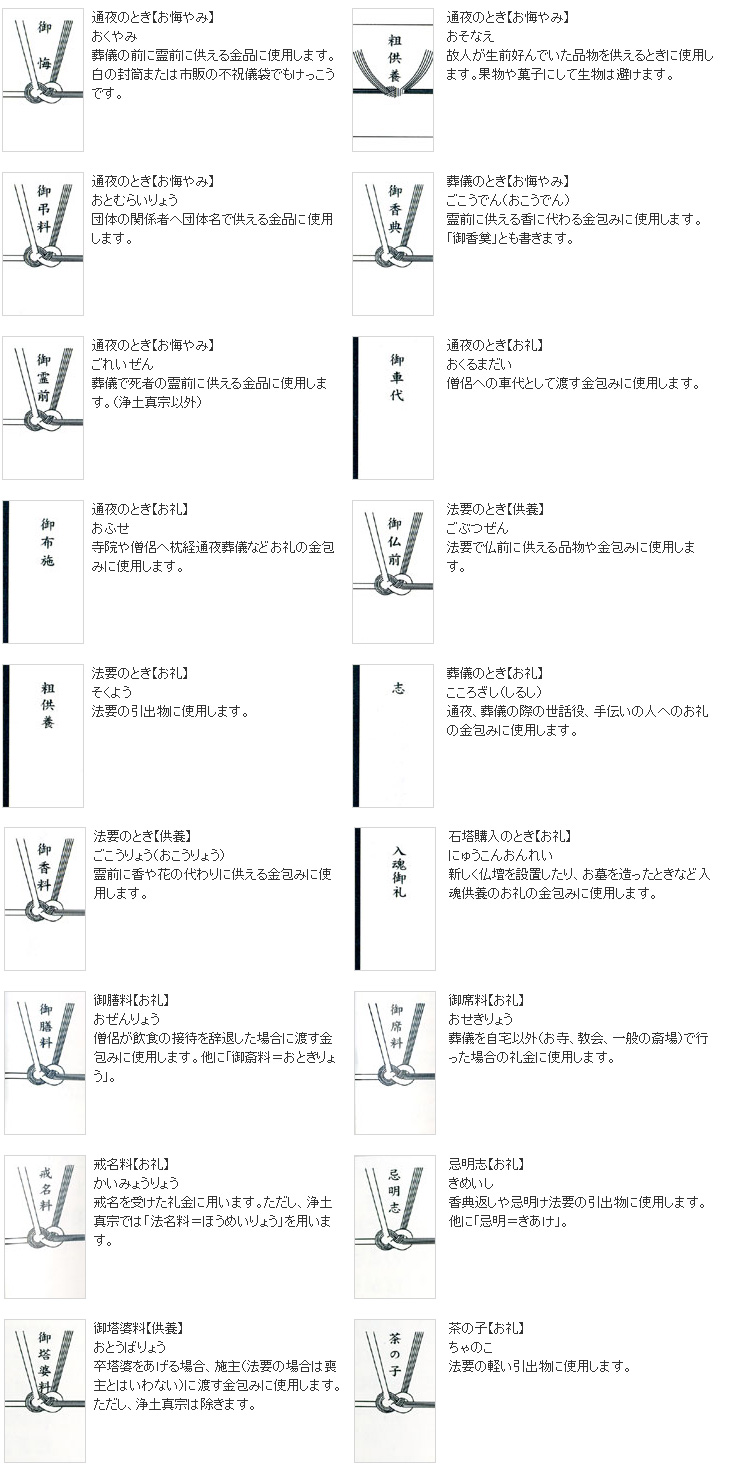 御悔
通夜のとき【お悔やみ】
おくやみ
葬儀の前に霊前に供える金品に使用します。
白の封筒または市販の不祝儀袋でもけっこう
です。
粗供養
通夜のとき【お悔やみ】
おそなえ
故人が生前好んでいた品物を供えるときに使用し
ます。果物や菓子にして生物は避けます。
御弔料
通夜のとき【お悔やみ】
おとむらいりょう
団体の関係者へ団体名で供える金品に使用
します。
御香典
葬儀のとき【お悔やみ】
ごこうでん（おこうでん）
霊前に供える香に代わる金包みに使用します。
「御香奠」とも書きます。
御霊前
通夜のとき【お悔やみ】
ごれいぜん
葬儀で死者の霊前に供える金品に使用しま
す。（浄土真宗以外）
御車代
通夜のとき【お礼】
おくるまだい
僧侶への車代として渡す金包みに使用します。
御布施
通夜のとき【お礼】
おふせ
寺院や僧侶へ枕経通夜葬儀などお礼の金包
みに使用します。
御仏前
法要のとき【供養】
ごぶつぜん
法要で仏前に供える品物や金包みに使用しま
す。
粗供養
法要のとき【お礼】
そくよう
法要の引出物に使用します。
志
葬儀のとき【お礼】
こころざし（しるし）
通夜、葬儀の際の世話役、手伝いの人へのお礼
の金包みに使用します。
御香料
法要のとき【供養】
ごこうりょう（おこうりょう）
霊前に香や花の代わりに供える金包みに使
用します。
入魂御礼
石塔購入のとき【お礼】
にゅうこんおんれい
新しく仏壇を設置したり、お墓を造ったときなど入
魂供養のお礼の金包みに使用します。
御膳料
御膳料【お礼】
おぜんりょう
僧侶が飲食の接待を辞退した場合に渡す金
包みに使用します。他に「御斎料＝おときりょ
う」。
御席料
御席料【お礼】
おせきりょう
葬儀を自宅以外（お寺、教会、一般の斎場）で行
った場合の礼金に使用します。
戒名料
戒名料【お礼】
かいみょうりょう
戒名を受けた礼金に用います。ただし、浄土
真宗では「法名料＝ほうめいりょう」を用いま
す。
忌明志
忌明志【お礼】
きめいし
香典返しや忌明け法要の引出物に使用します。
他に「忌明＝きあけ」。
御塔婆料
御塔婆料【供養】
おとうばりょう
卒塔婆をあげる場合、施主（法要の場合は喪
主とはいわない）に渡す金包みに使用します。
ただし、浄土真宗は除きます。
茶の子
茶の子【お礼】
ちゃのこ
法要の軽い引出物に使用します。